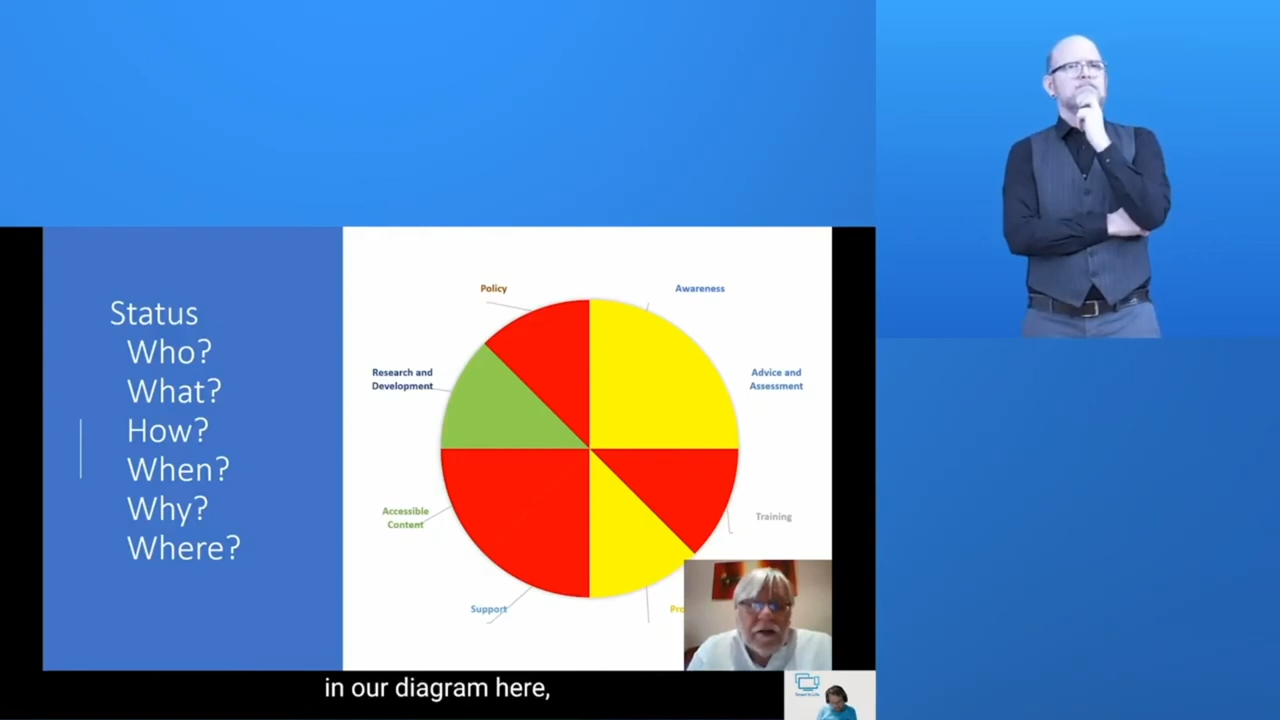 Status
Who?
What?
How?
When?
Why?
Where?
Policy
Awareness
Research and
Development
Advice and
Assessment
Accessible
Content
Training
Support
in our diagram here,